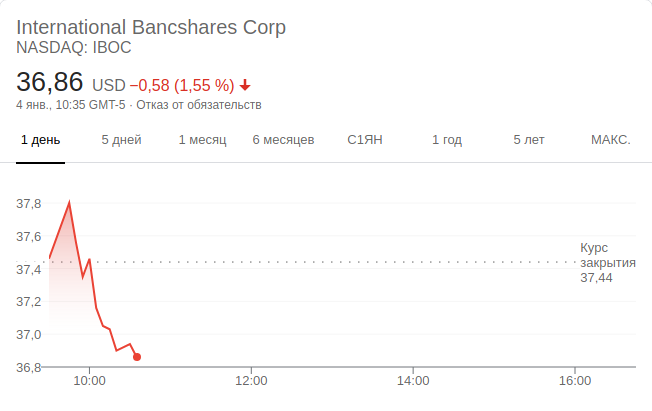 International Bancshares Corp
NASDAQ: IBOC
36,86 USD −0,58 (1,55 %)
4 янв., 10:35 GMT-5 · Отказ от обязательств
1 день 5 дней 1 месяц 6 месяцев С1ЯН 1 год 5 лет МАКС.
37,8
37,6
37,4
37,2
37,0
36,8
Курс
закрытия
37,44
10:00 12:00 14:00 16:00